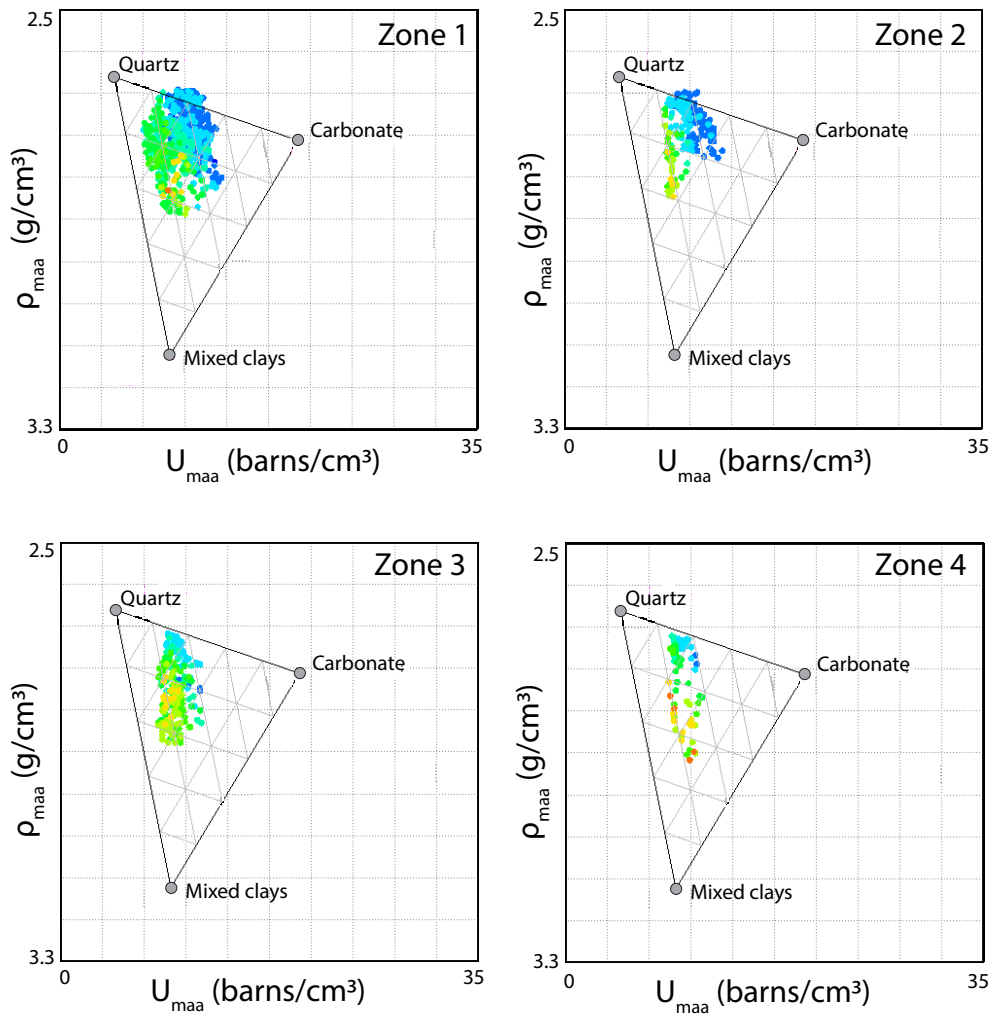 2.5
Zone 1
Quartz
Carbonate
Mixed clays
ρmaa (g/cm³)
3.3
0
35
Umaa (barns/cm³)
2.5
Zone 2
Quartz
Carbonate
Mixed clays
ρmaa (g/cm³)
3.3
0
35
Umaa (barns/cm³)
2.5
Zone 3
Quartz
Carbonate
Mixed clays
ρmaa (g/cm³)
3.3
0
35
Umaa (barns/cm³)
2.5
Zone 4
Quartz
Carbonate
Mixed clays
ρmaa (g/cm³)
3.3
0
35
Umaa (barns/cm³)